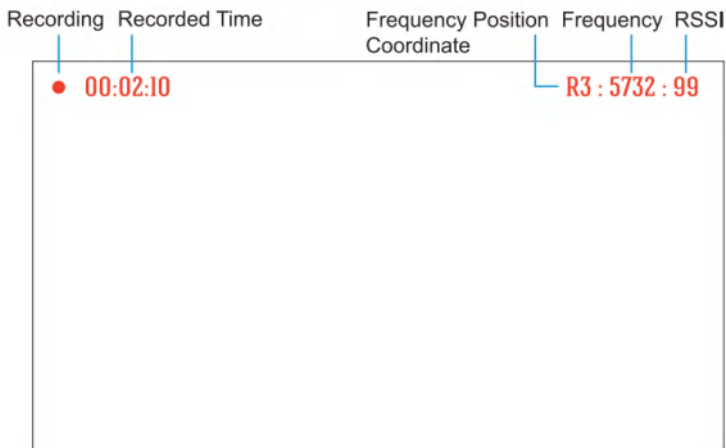 Recording Recorded Time Frequency Position Frequency RSSI
Coordinate
00:02:10 R3 : 5732 : 99